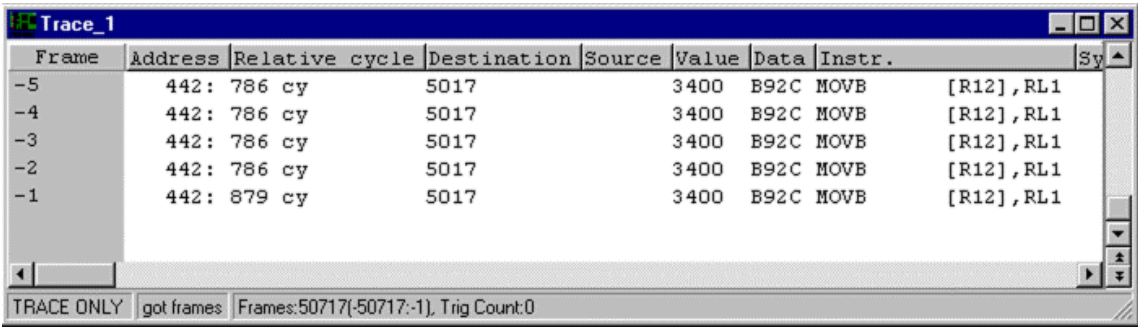 Trace_1
Frame Address Relative cycle Destination Source Value Data Instr. Sy
-5 442: 786 cy 5017 3400 B92C MOVB [R12],RL1
-4 442: 786 cy 5017 3400 B92C MOVB [R12],RL1
-3 442: 786 cy 5017 3400 B92C MOVB [R12],RL1
-2 442: 786 cy 5017 3400 B92C MOVB [R12],RL1
-1 442: 879 cy 5017 3400 B92C MOVB [R12],RL1
TRACE ONLY got frames Frames:50717(-50717:-1), Trig Count:0